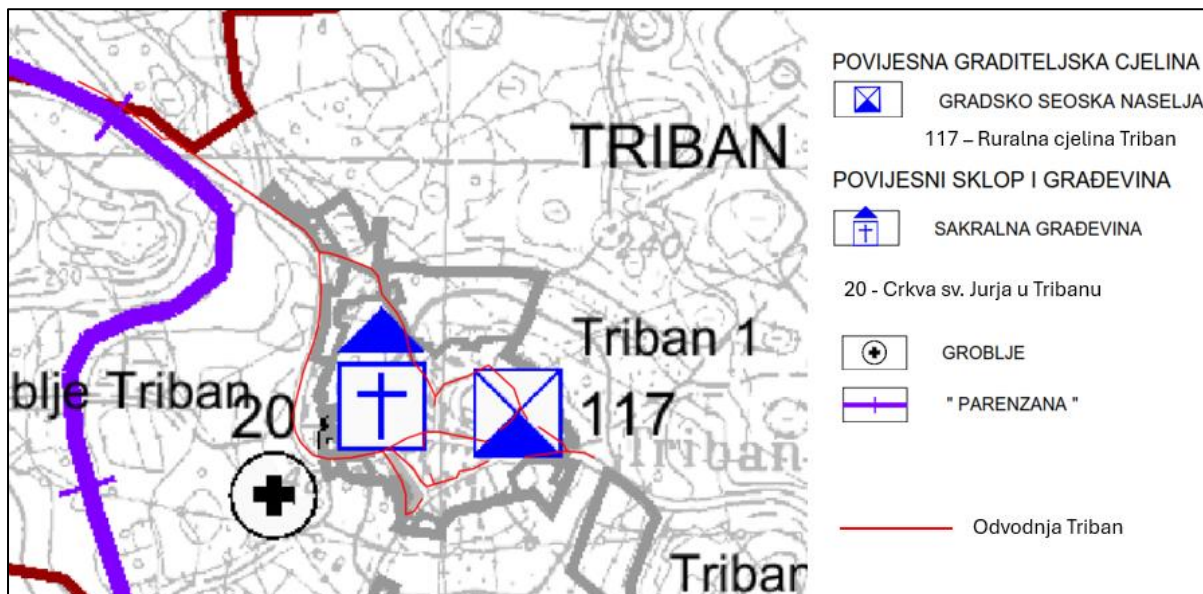 TRIBAN
Triban 1
blje Triban
20
117
Triban
Triban
POVIJESNA GRADITELJSKA CJELINA
GRADSKO SEOSKA NASELJA
117 – Ruralna cjelina Triban
POVIJESNI SKLOP I GRAĐEVINA
SAKRALNA GRAĐEVINA
20 - Crkva sv. Jurja u Tribanu
GROBLJE
" PARENZANA "
Odvodnja Triban